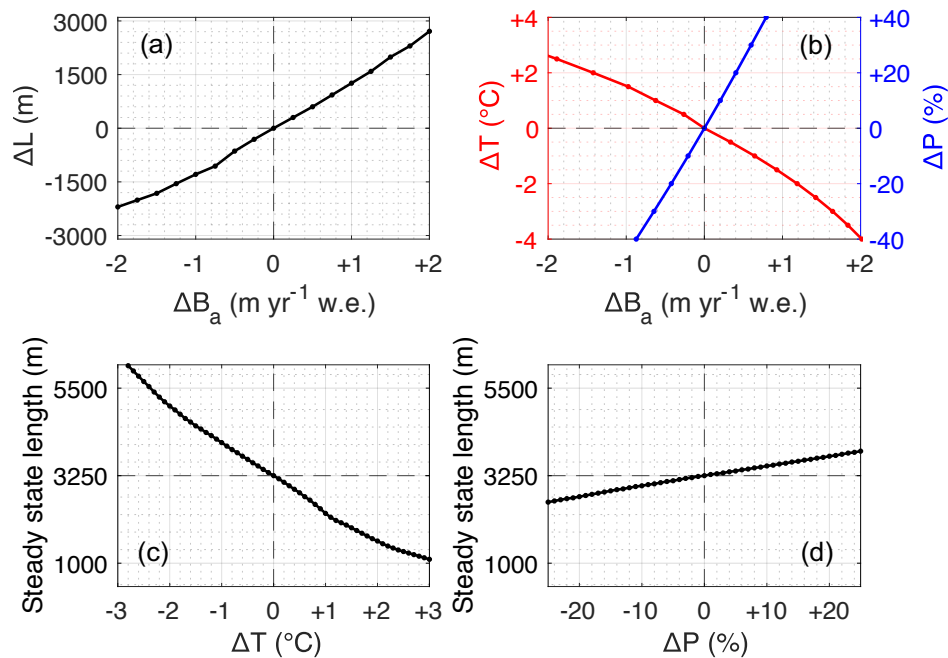 (a)
3000
1500
0
-1500
-3000
ΔL (m)
-2 -1 0 +1 +2
ΔBₐ (m yr⁻¹ w.e.)
(b)
+4
+2
0
-2
-4
ΔT (°C)
+40
+20
0
-20
-40
ΔP (%)
-2 -1 0 +1 +2
ΔBₐ (m yr⁻¹ w.e.)
5500
3250
1000
Steady state length (m)
(c)
-3 -2 -1 0 +1 +2 +3
ΔT (°C)
5500
3250
1000
Steady state length (m)
(d)
-20 -10 0 +10 +20
ΔP (%)